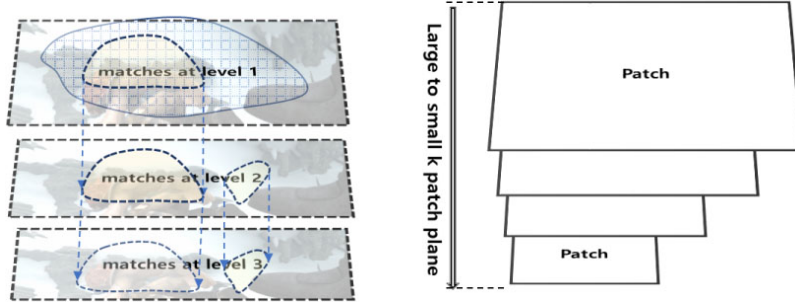 matches at level 1
matches at level 2
matches at level 3
Large to small k patch plane
Patch
Patch